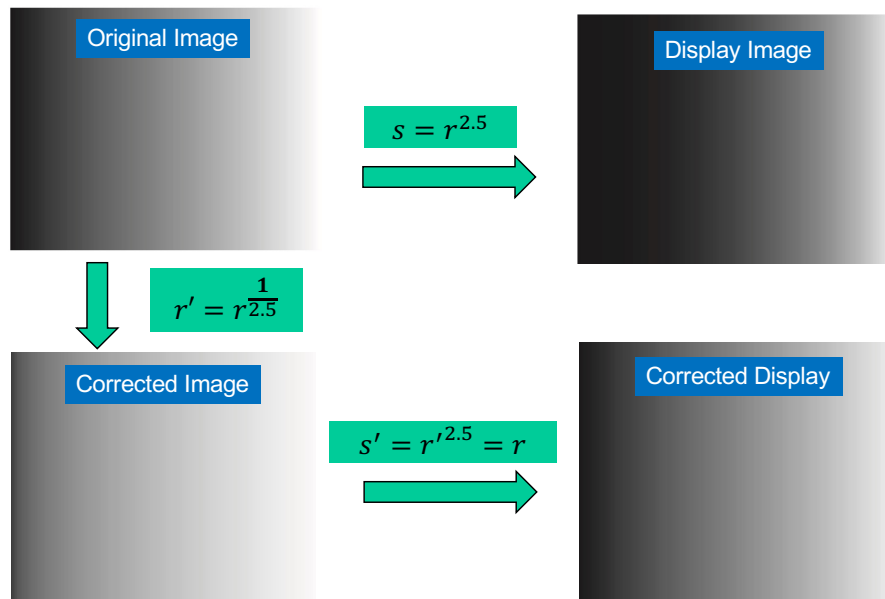 Original Image
Display Image
s = r^2.5
r′ = r^(1/2.5)
Corrected Image
Corrected Display
s′ = r′^2.5 = r